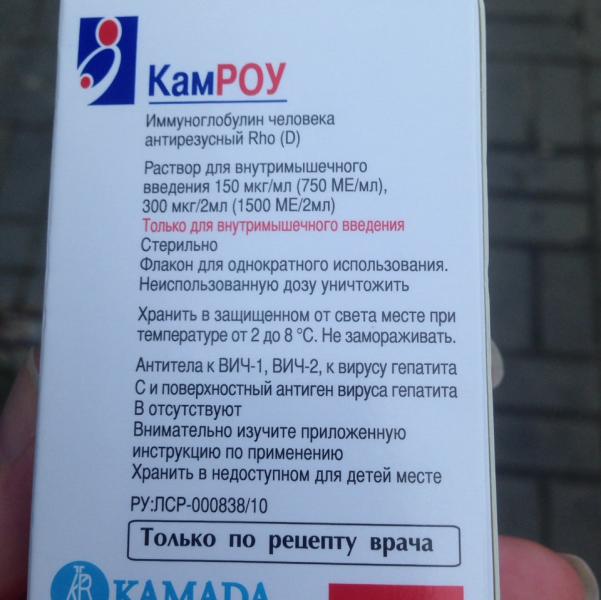 КамРОУ
Иммуноглобулин человека
антирезусный Rho (D)
Раствор для внутримышечного
введения 150 мкг/мл (750 МЕ/мл),
300 мкг/2мл (1500 МЕ/2мл)
Только для внутримышечного введения
Стерильно
Флакон для однократного использования.
Неиспользованную дозу уничтожить
Хранить в защищенном от света месте при
температуре от 2 до 8 °С. Не замораживать.
Антитела к ВИЧ-1, ВИЧ-2, к вирусу гепатита
С и поверхностный антиген вируса гепатита
В отсутствуют
Внимательно изучите приложенную
инструкцию по применению
Хранить в недоступном для детей месте
РУ:ЛСР-000838/10
Только по рецепту врача
KAMADA